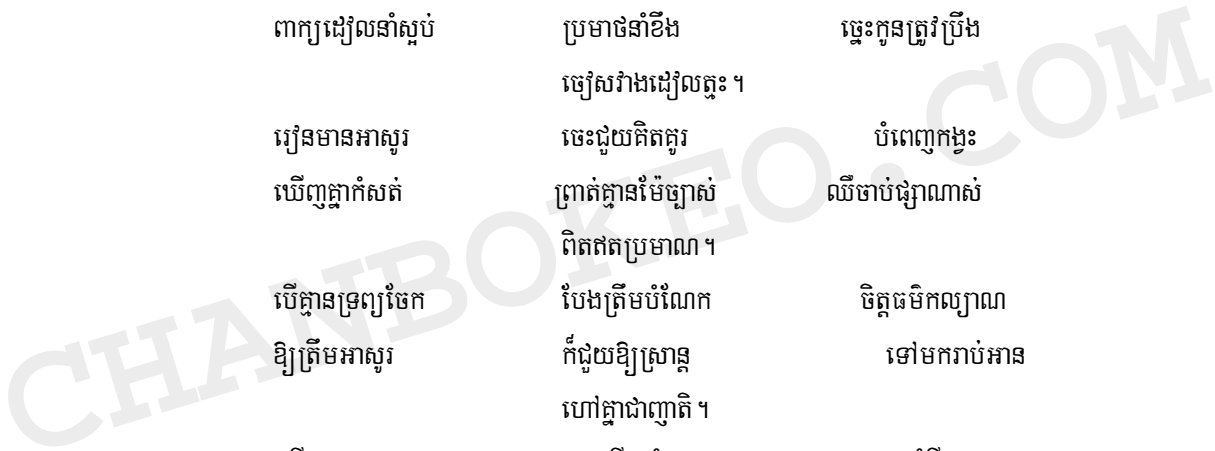 ពាក្យដៀលនាំស្អប់ ប្រមាថនាំខឹង ច្នេះកូនត្រូវប្រឹង
ចៀសវាងដៀលត្មះ ។
រៀនមានអាសូរ ចេះជួយគិតគូរ បំពេញកង្វះ
ឃើញគ្នាកំសត់ ព្រាត់គ្មានម៉ែច្បាស់ ឈឺចាប់ផ្សាណាស់
ពិតឥតប្រមាណ ។
បើគ្មានទ្រព្យចែក បែងត្រឹមបំណែក ចិត្តធម៌កល្យាណ
ឱ្យត្រឹមអាសូរ ក៏ជួយឱ្យស្រាន្ត ទៅមករាប់អាន
ហៅគ្នាជាញាតិ ។
CHANBOKEO.COM